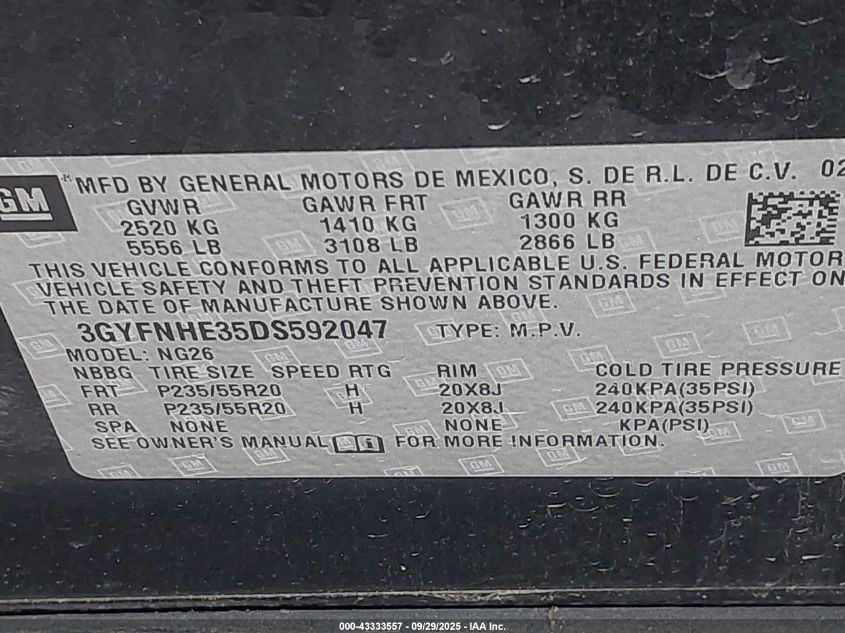 GM MFD BY GENERAL MOTORS DE MEXICO, S. DE R.L. DE C.V. 02
GVWR GAWR FRT GAWR RR
2520 KG 1410 KG 1300 KG
5556 LB 3108 LB 2866 LB
THIS VEHICLE CONFORMS TO ALL APPLICABLE U.S. FEDERAL MOTOR
VEHICLE SAFETY AND THEFT PREVENTION STANDARDS IN EFFECT ON
THE DATE OF MANUFACTURE SHOWN ABOVE.
3GYFNHE35DS592047 TYPE: M.P.V.
MODEL: NG26
NBBG TIRE SIZE SPEED RTG RIM COLD TIRE PRESSURE
FRT P235/55R20 H 20X8J 240KPA(35PSI)
RR P235/55R20 H 20X8J 240KPA(35PSI)
SPA NONE NONE KPA(PSI)
SEE OWNER'S MANUAL FOR MORE INFORMATION.
000-43333557 - 09/29/2025 - IAA Inc.